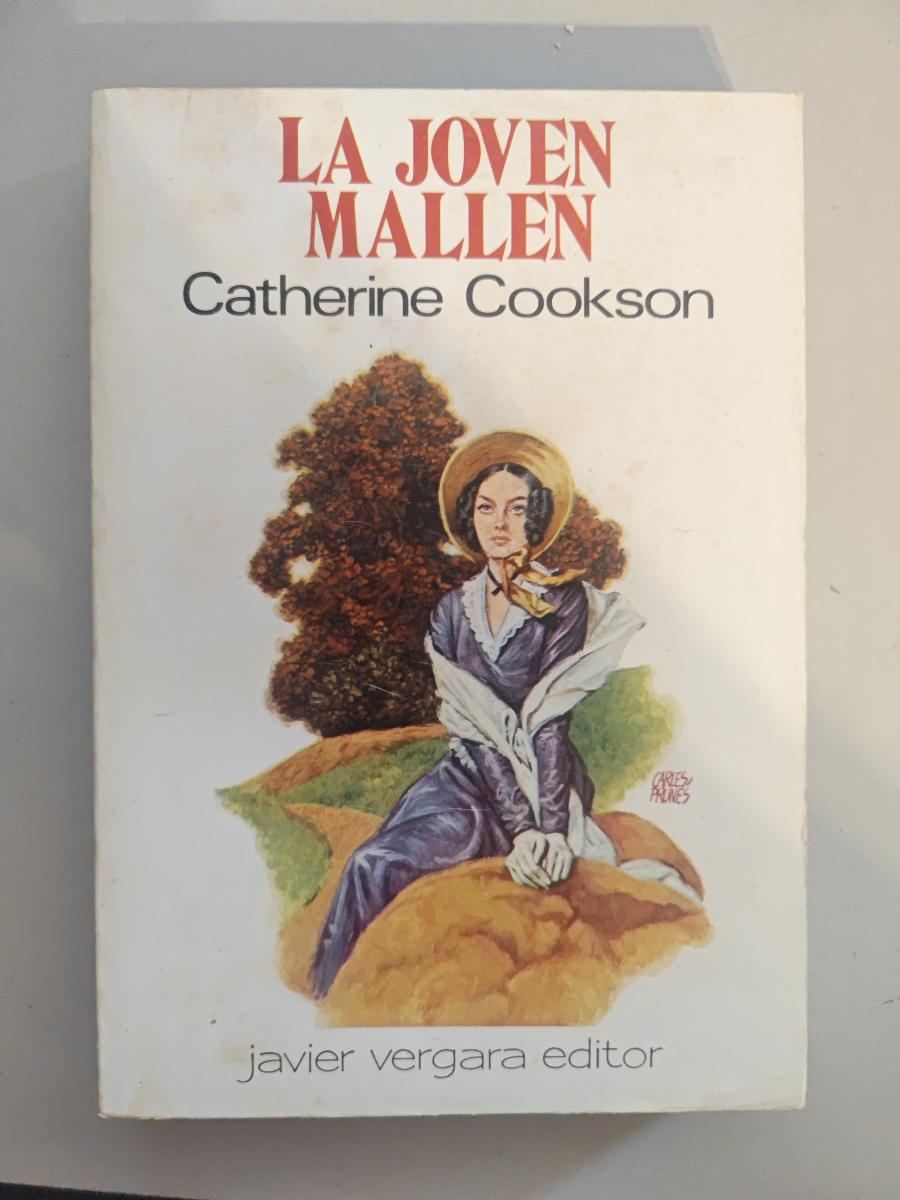 LA JOVEN
MALLEN
Catherine Cookson
CARLES
PRUNES
javier vergara editor